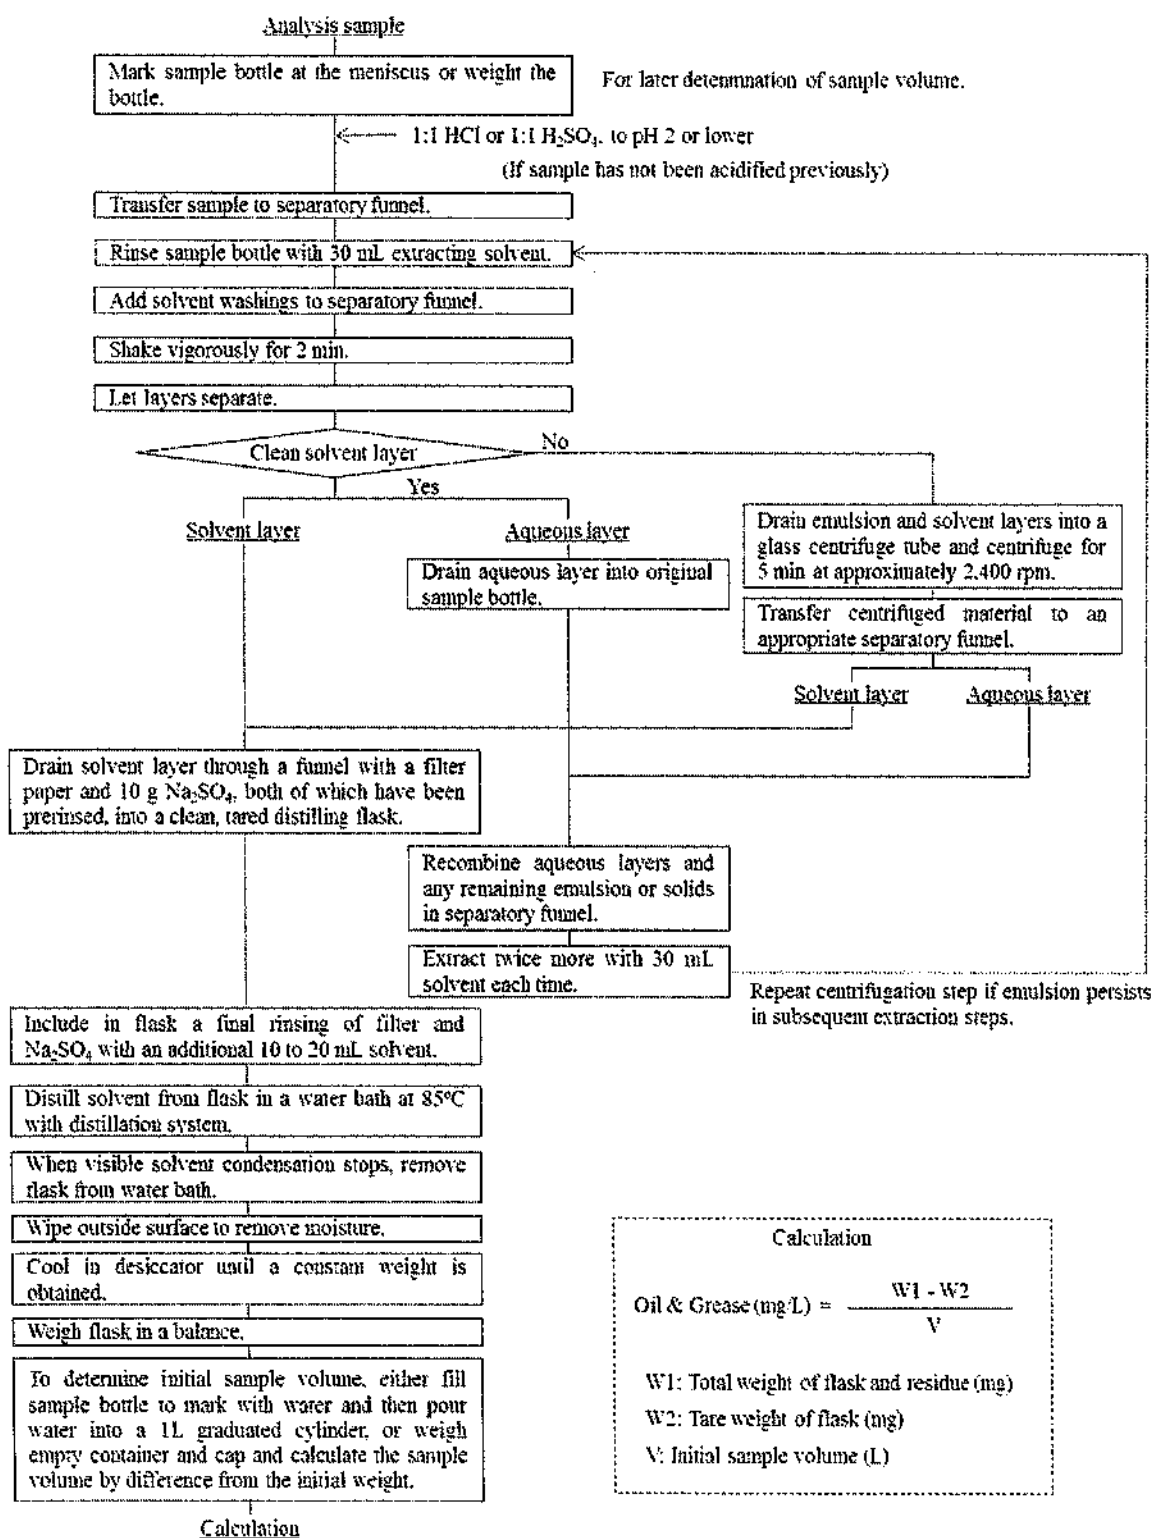 Analysis sample
Mark sample bottle at the meniscus or weight the
bottle.
For later determination of sample volume.
1:1 HCl or 1:1 H₂SO₄, to pH 2 or lower
(If sample has not been acidified previously)
Transfer sample to separatory funnel.
Rinse sample bottle with 30 mL extracting solvent.
Add solvent washings to separatory funnel.
Shake vigorously for 2 min.
Let layers separate.
Clean solvent layer
No
Yes
Solvent layer
Aqueous layer
Drain aqueous layer into original
sample bottle.
Drain emulsion and solvent layers into a
glass centrifuge tube and centrifuge for
5 min at approximately 2,400 rpm.
Transfer centrifuged material to an
appropriate separatory funnel.
Solvent layer
Aqueous layer
Drain solvent layer through a funnel with a filter
paper and 10 g Na₂SO₄, both of which have been
prerinsed, into a clean, tared distilling flask.
Recombine aqueous layers and
any remaining emulsion or solids
in separatory funnel.
Extract twice more with 30 mL
solvent each time.
Repeat centrifugation step if emulsion persists
in subsequent extraction steps.
Include in flask a final rinsing of filter and
Na₂SO₄ with an additional 10 to 20 mL solvent.
Distill solvent from flask in a water bath at 85ºC
with distillation system.
When visible solvent condensation stops, remove
flask from water bath.
Wipe outside surface to remove moisture.
Cool in desiccator until a constant weight is
obtained.
Weigh flask in a balance.
To determine initial sample volume, either fill
sample bottle to mark with water and then pour
water into a 1L graduated cylinder, or weigh
empty container and cap and calculate the sample
volume by difference from the initial weight.
Calculation
Calculation
Oil & Grease (mg/L) = W1 - W2
V
W1: Total weight of flask and residue (mg)
W2: Tare weight of flask (mg)
V: Initial sample volume (L)